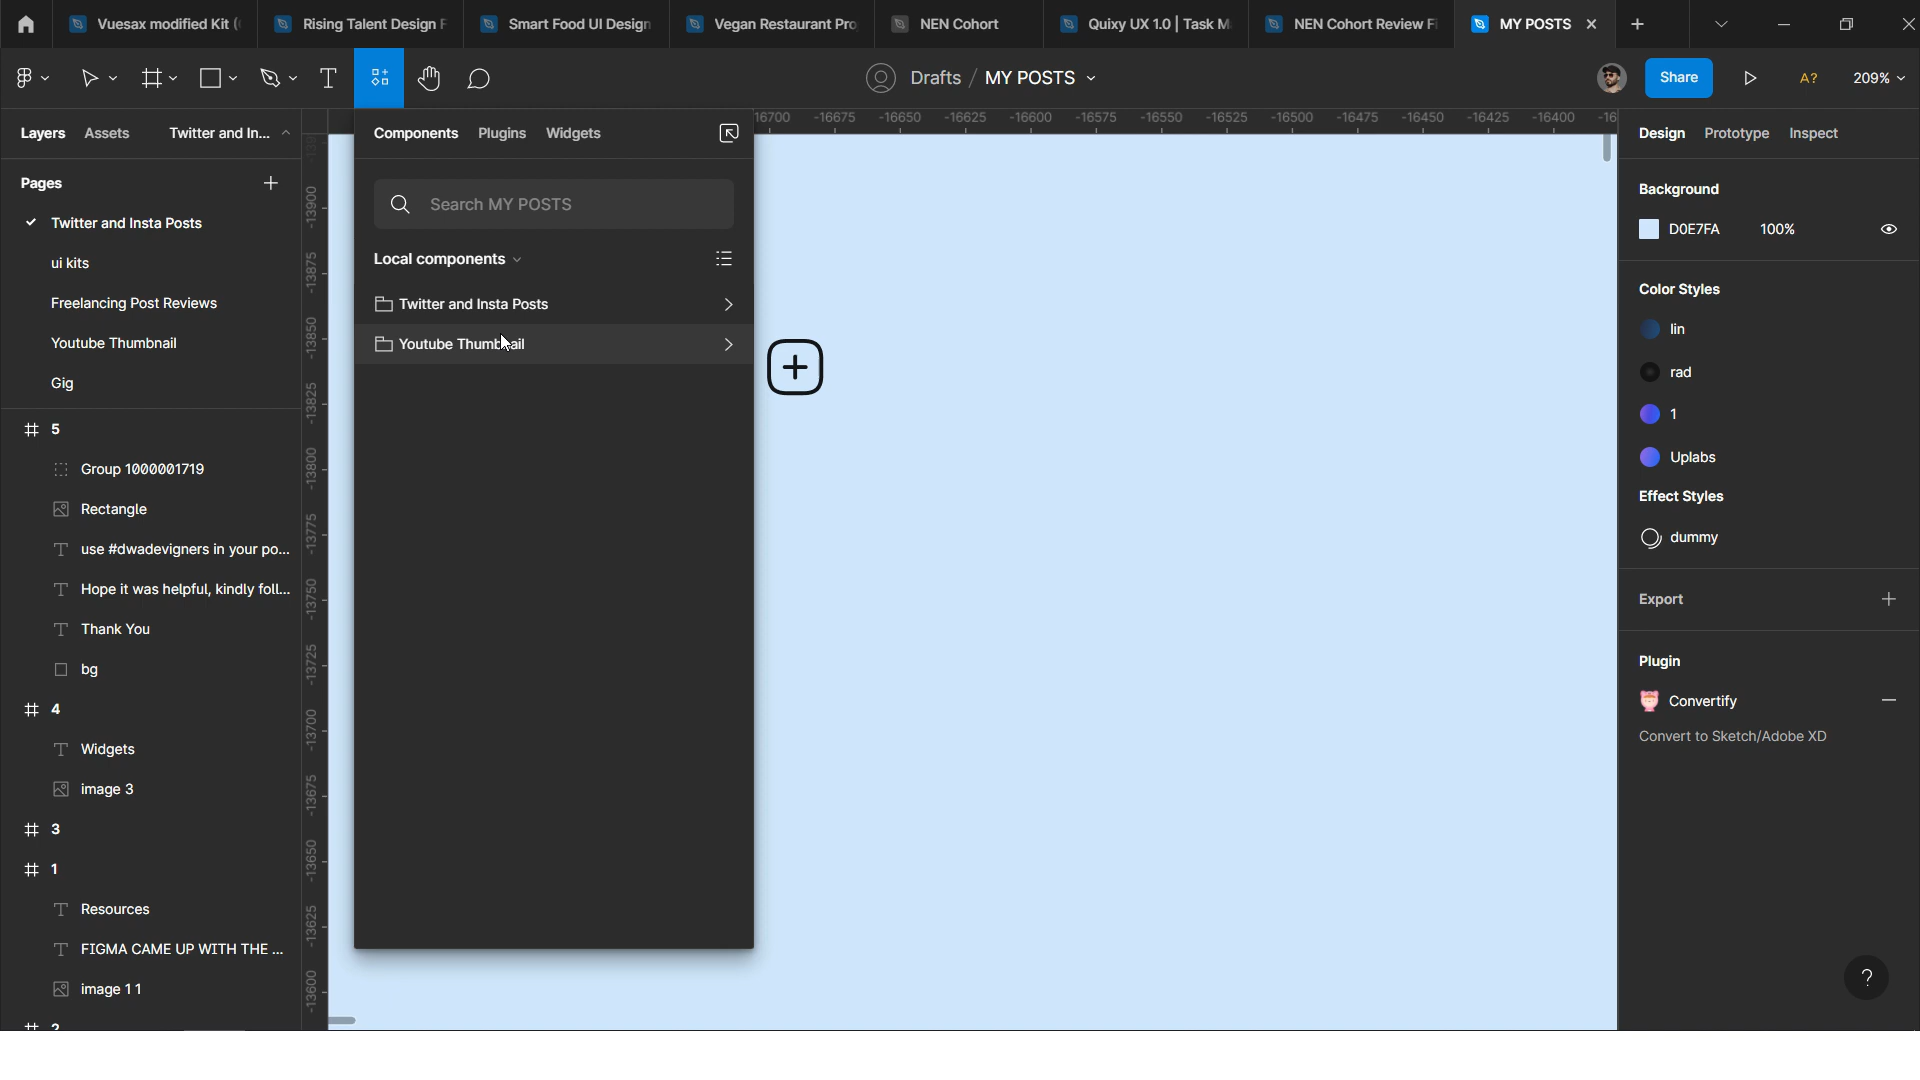 Vuesax modified Kit (
Rising Talent Design F
Smart Food UI Design
Vegan Restaurant Pro
NEN Cohort
Quixy UX 1.0 | Task M
NEN Cohort Review Fi
MY POSTS
Drafts / MY POSTS
Share
A?
209%
Layers
Assets
Twitter and In...
Components
Plugins
Widgets
Design
Prototype
Inspect
16700 -16675 -16650 -16625 -16600 -16575 -16550 -16525 -16500 -16475 -16450 -16425 -16400 -16
Pages
Twitter and Insta Posts
ui kits
Freelancing Post Reviews
Youtube Thumbnail
Gig
5
Group 1000001719
Rectangle
use #dwadevigners in your po...
Hope it was helpful, kindly foll...
Thank You
bg
4
Widgets
image 3
3
1
Resources
FIGMA CAME UP WITH THE ...
image 11
2
-13900
-13875
-13850
-13825
-13800
-13775
-13750
-13725
-13700
-13675
-13650
-13625
-13600
Search MY POSTS
Local components
Twitter and Insta Posts
Youtube Thumbnail
Background
D0E7FA 100%
Color Styles
lin
rad
1
Uplabs
Effect Styles
dummy
Export
Plugin
Convertify
Convert to Sketch/Adobe XD
?